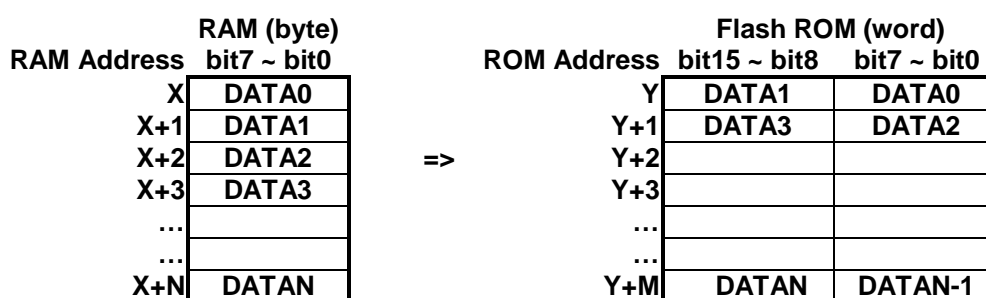 RAM (byte) Flash ROM (word)
RAM Address bit7 ~ bit0 ROM Address bit15 ~ bit8 bit7 ~ bit0
X DATA0 Y DATA1 DATA0
X+1 DATA1 Y+1 DATA3 DATA2
X+2 DATA2 => Y+2
X+3 DATA3 Y+3
… …
… …
X+N DATAN Y+M DATAN DATAN-1